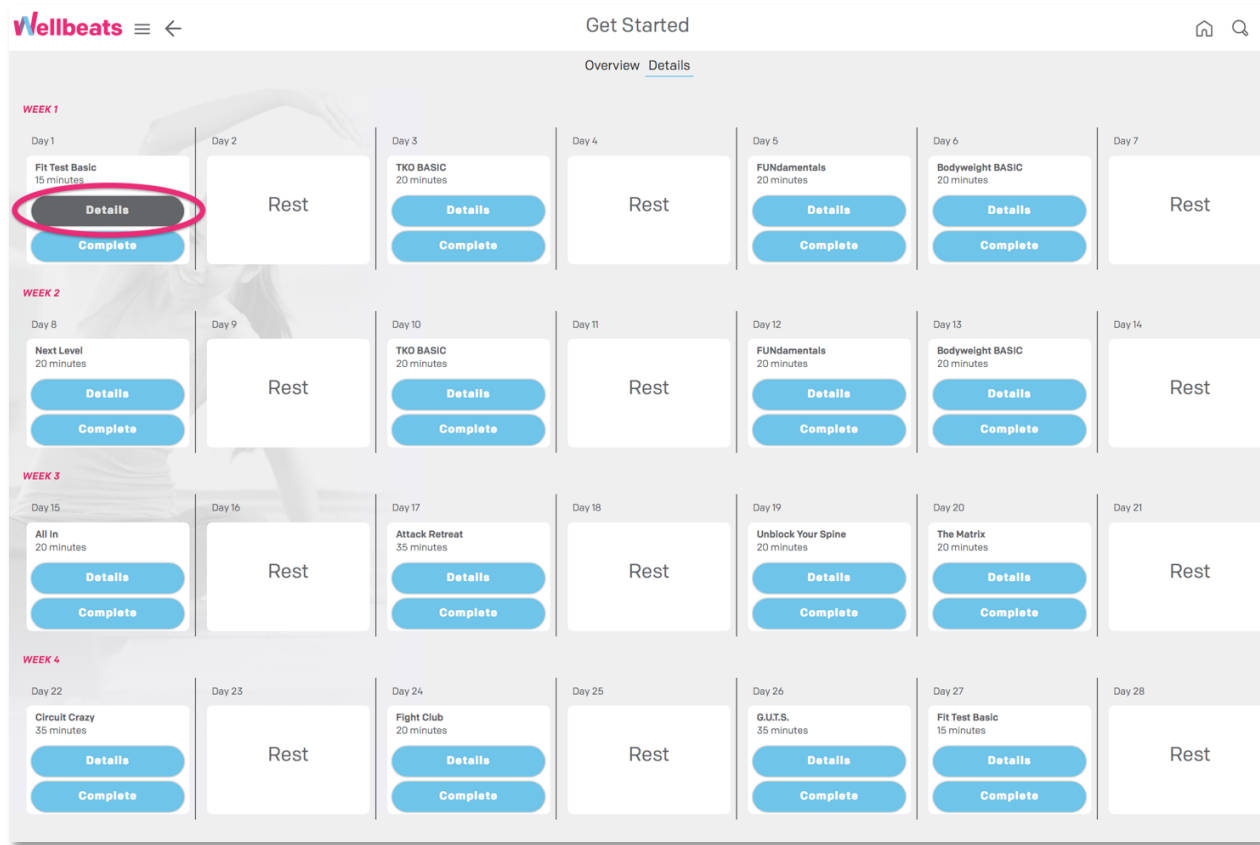 Wellbeats
Get Started
Overview Details
WEEK 1
Day 1
Fit Test Basic
15 minutes
Details
Complete
Day 2
Rest
Day 3
TKO BASIC
20 minutes
Details
Complete
Day 4
Rest
Day 5
FUNdamentals
20 minutes
Details
Complete
Day 6
Bodyweight BASIC
20 minutes
Details
Complete
Day 7
Rest
WEEK 2
Day 8
Next Level
20 minutes
Details
Complete
Day 9
Rest
Day 10
TKO BASIC
20 minutes
Details
Complete
Day 11
Rest
Day 12
FUNdamentals
20 minutes
Details
Complete
Day 13
Bodyweight BASIC
20 minutes
Details
Complete
Day 14
Rest
WEEK 3
Day 15
All In
20 minutes
Details
Complete
Day 16
Rest
Day 17
Attack Retreat
35 minutes
Details
Complete
Day 18
Rest
Day 19
Unblock Your Spine
20 minutes
Details
Complete
Day 20
The Matrix
20 minutes
Details
Complete
Day 21
Rest
WEEK 4
Day 22
Circuit Crazy
35 minutes
Details
Complete
Day 23
Rest
Day 24
Fight Club
20 minutes
Details
Complete
Day 25
Rest
Day 26
G.U.T.S.
35 minutes
Details
Complete
Day 27
Fit Test Basic
15 minutes
Details
Complete
Day 28
Rest